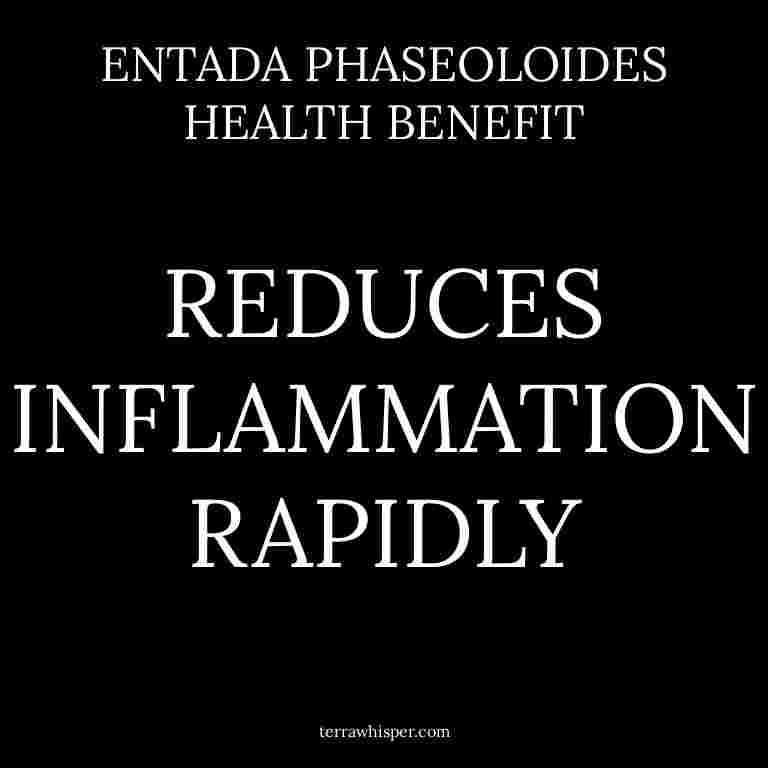 ENTADA PHASEOLOIDES
HEALTH BENEFIT
REDUCES
INFLAMMATION
RAPIDLY
terrawhisper.com